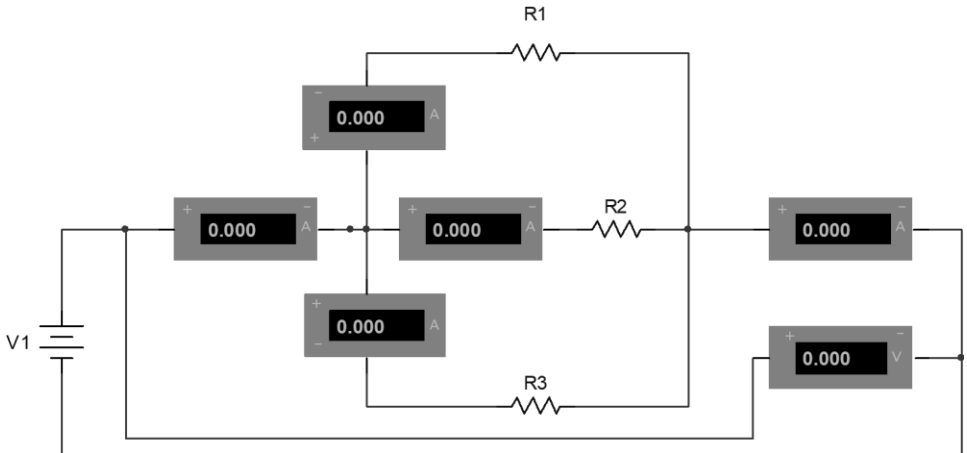 R1
−
0.000 A
+
+ −
0.000 A
+ −
0.000 A
R2
+ −
0.000 A
+
0.000 A
−
V1
+ −
0.000 V
R3